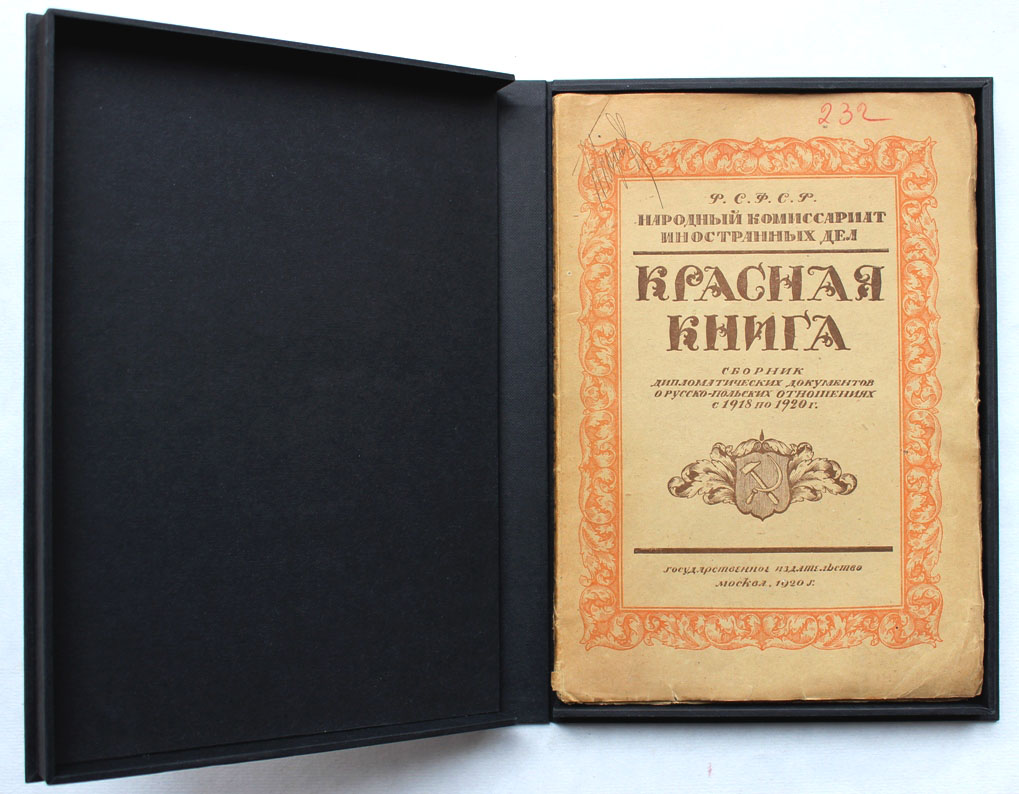 232
Р. С. Ф. С. Р.
НАРОДНЫЙ КОМИССАРИАТ
ИНОСТРАННЫХ ДЕЛ
КРАСНАЯ
КНИГА
СБОРНИК
ДИПЛОМАТИЧЕСКИХ ДОКУМЕНТОВ
О РУССКО-ПОЛЬСКИХ ОТНОШЕНИЯХ
с 1918 по 1920 г.
ГОСУДАРСТВЕННОЕ ИЗДАТЕЛЬСТВО
МОСКВА. 1920 г.